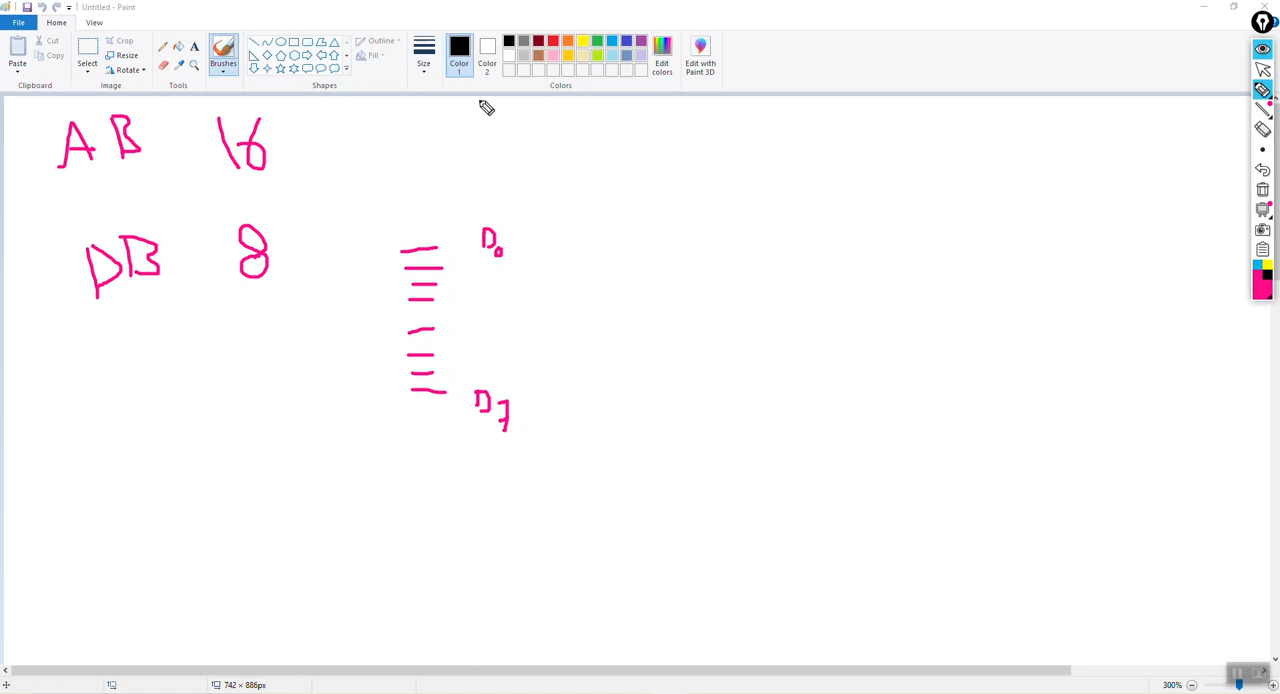 Untitled - Paint
File Home View
Paste
Cut
Copy
Clipboard
Select
Crop
Resize
Rotate
Image
A
Tools
Brushes
Outline
Fill
Shapes
Size
Color 1
Color 2
Edit colors
Colors
Edit with Paint 3D
AB 16
DB 8
D0
D7
742 × 886px
300%